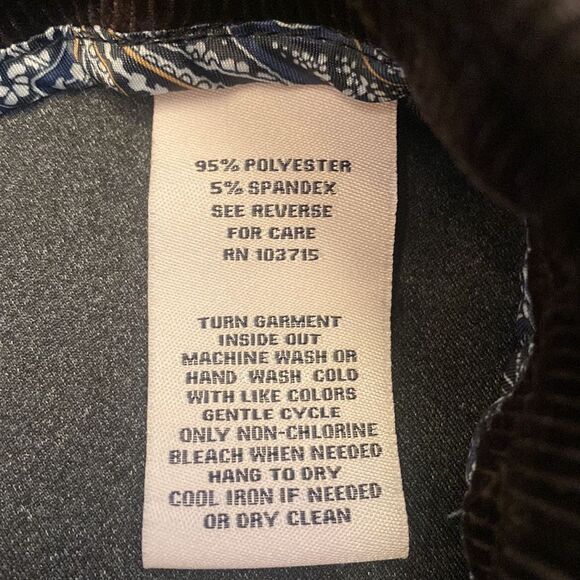 95% POLYESTER
5% SPANDEX
SEE REVERSE
FOR CARE
RN 103715
TURN GARMENT
INSIDE OUT
MACHINE WASH OR
HAND WASH COLD
WITH LIKE COLORS
GENTLE CYCLE
ONLY NON-CHLORINE
BLEACH WHEN NEEDED
HANG TO DRY
COOL IRON IF NEEDED
OR DRY CLEAN